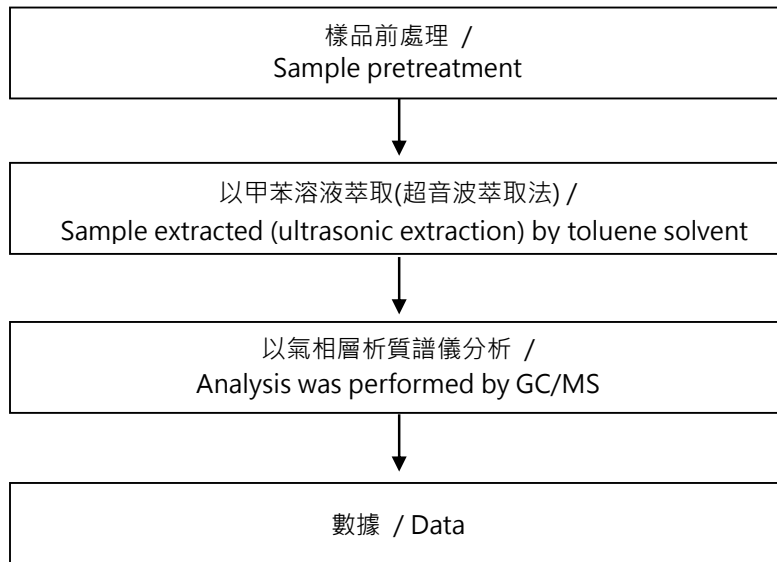 樣品前處理 /
Sample pretreatment
以甲苯溶液萃取(超音波萃取法) /
Sample extracted (ultrasonic extraction) by toluene solvent
以氣相層析質譜儀分析 /
Analysis was performed by GC/MS
數據 / Data